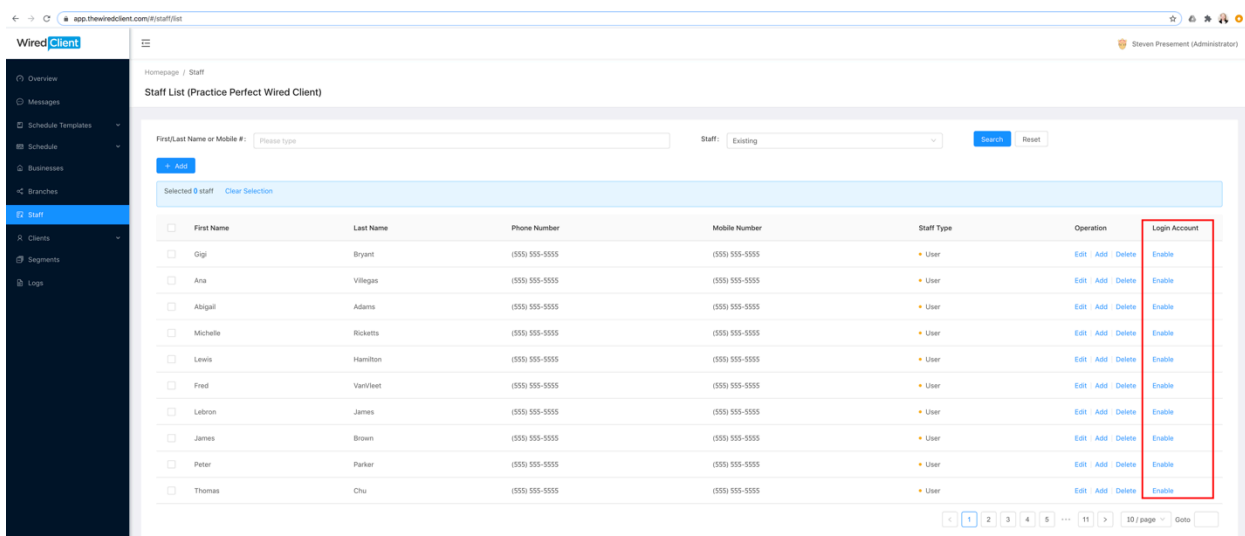 app.thewiredclient.com/#/staff/list
Wired Client
Steven Presement (Administrator)
Overview
Messages
Schedule Templates
Schedule
Businesses
Branches
Staff
Clients
Segments
Logs
Homepage / Staff
Staff List (Practice Perfect Wired Client)
First/Last Name or Mobile #: Please type Staff: Existing Search Reset
+ Add
Selected 0 staff Clear Selection
First Name Last Name Phone Number Mobile Number Staff Type Operation Login Account
Gigi Bryant (555) 555-5555 (555) 555-5555 User Edit Add Delete Enable
Ana Villegas (555) 555-5555 (555) 555-5555 User Edit Add Delete Enable
Abigail Adams (555) 555-5555 (555) 555-5555 User Edit Add Delete Enable
Michelle Ricketts (555) 555-5555 (555) 555-5555 User Edit Add Delete Enable
Lewis Hamilton (555) 555-5555 (555) 555-5555 User Edit Add Delete Enable
Fred VanVleet (555) 555-5555 (555) 555-5555 User Edit Add Delete Enable
Lebron James (555) 555-5555 (555) 555-5555 User Edit Add Delete Enable
James Brown (555) 555-5555 (555) 555-5555 User Edit Add Delete Enable
Peter Parker (555) 555-5555 (555) 555-5555 User Edit Add Delete Enable
Thomas Chu (555) 555-5555 (555) 555-5555 User Edit Add Delete Enable
< 1 2 3 4 5 ••• 11 > 10 / page Goto